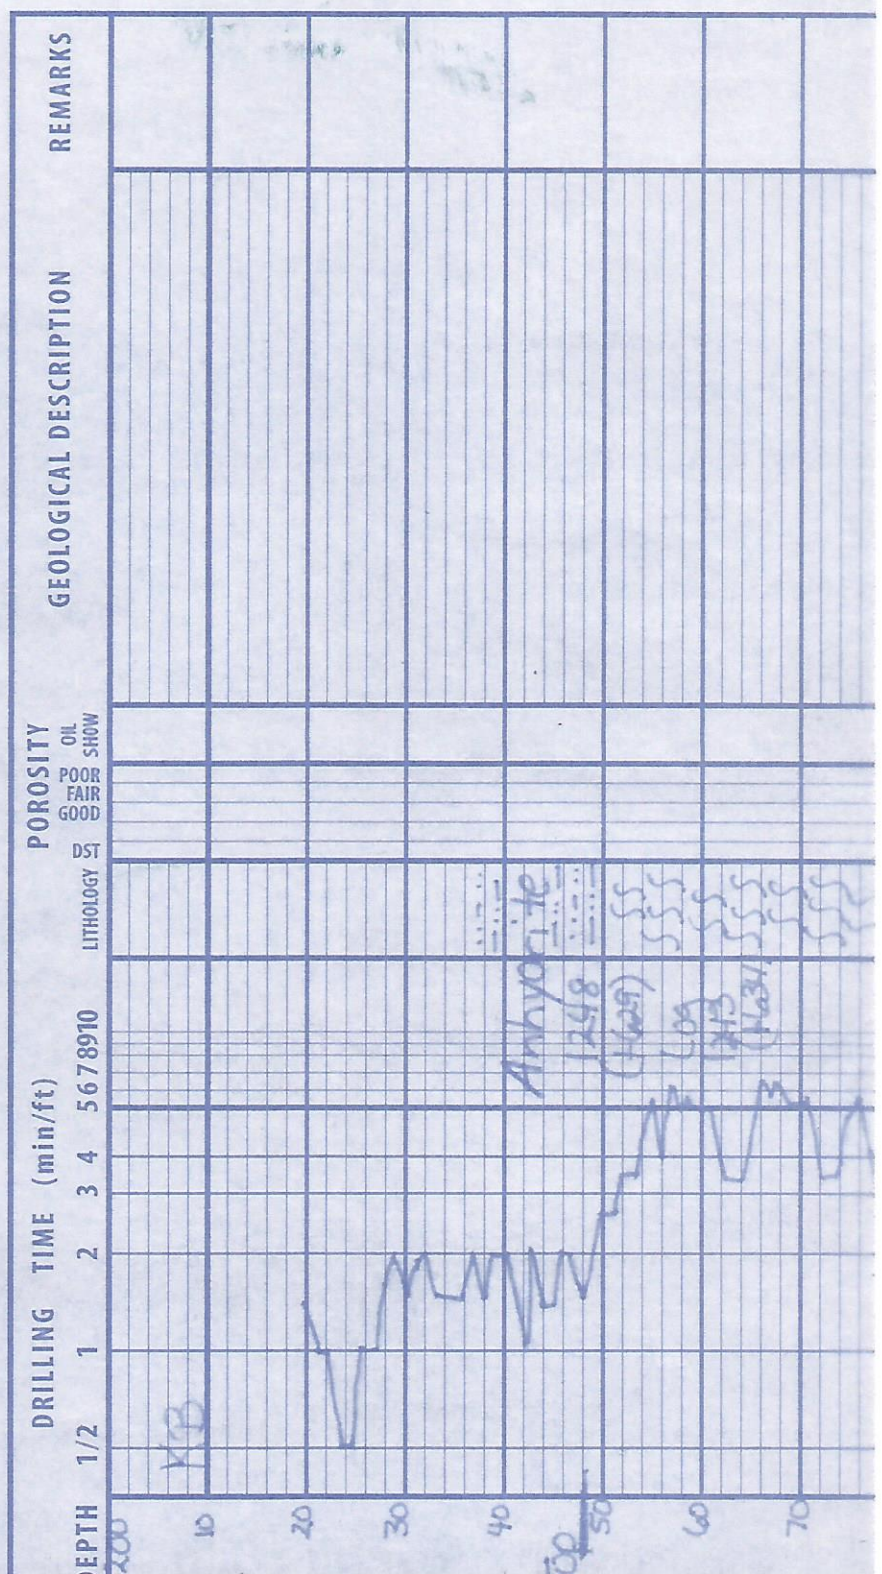 REMARKS
GEOLOGICAL DESCRIPTION
POROSITY
OIL
SHOW
POOR
FAIR
GOOD
DST
LITHOLOGY
DRILLING TIME (min/ft)
1/2 1 2 3 4 5 6 7 8 9 10
DEPTH
KB
Anhydrite
1248
(+629)
LOG
10
20
30
40
50
60
70